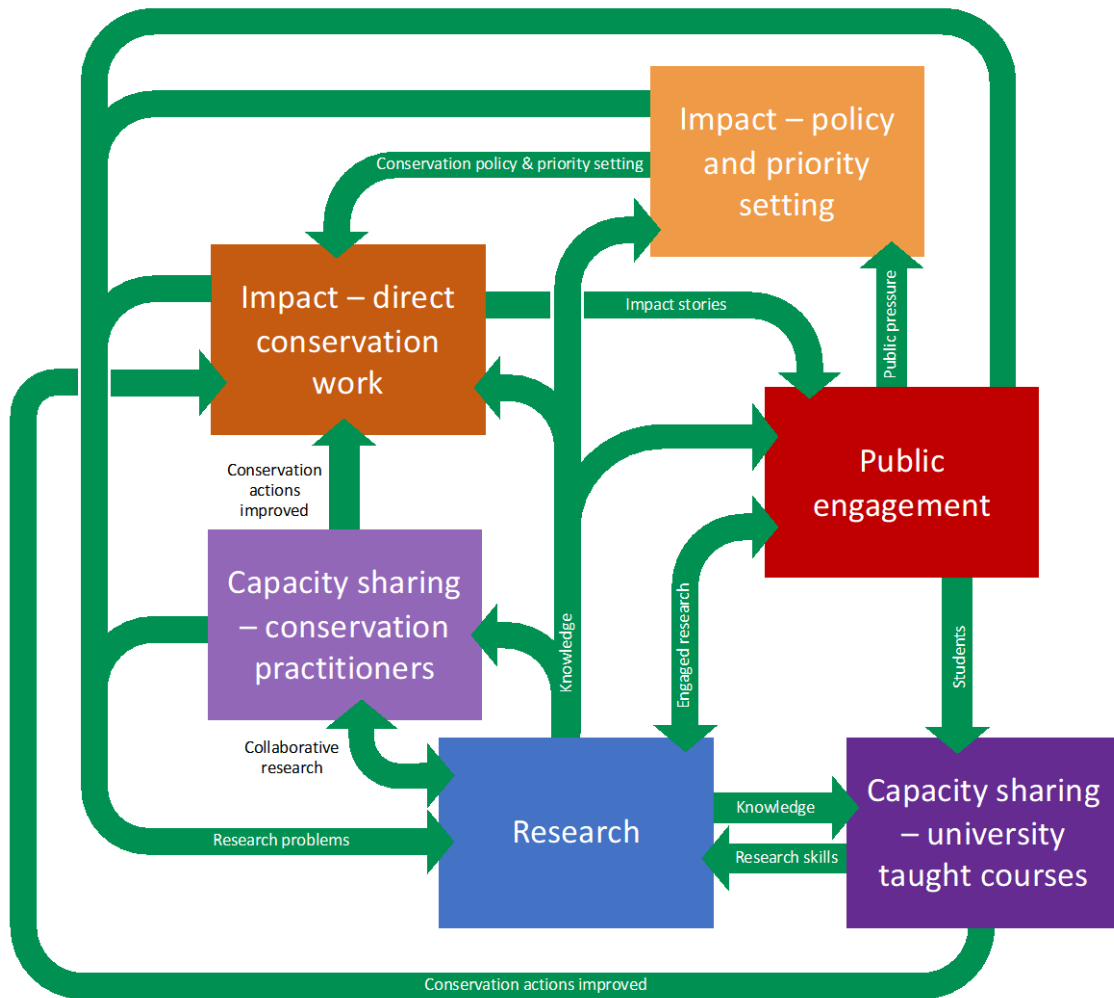 Impact – policy
and priority
setting
Conservation policy & priority setting
Impact – direct
conservation
work
Impact stories
Public pressure
Public
engagement
Conservation
actions
improved
Capacity sharing
– conservation
practitioners
Knowledge
Engaged research
Students
Collaborative
research
Research
Knowledge
Research skills
Capacity sharing
– university
taught courses
Research problems
Conservation actions improved